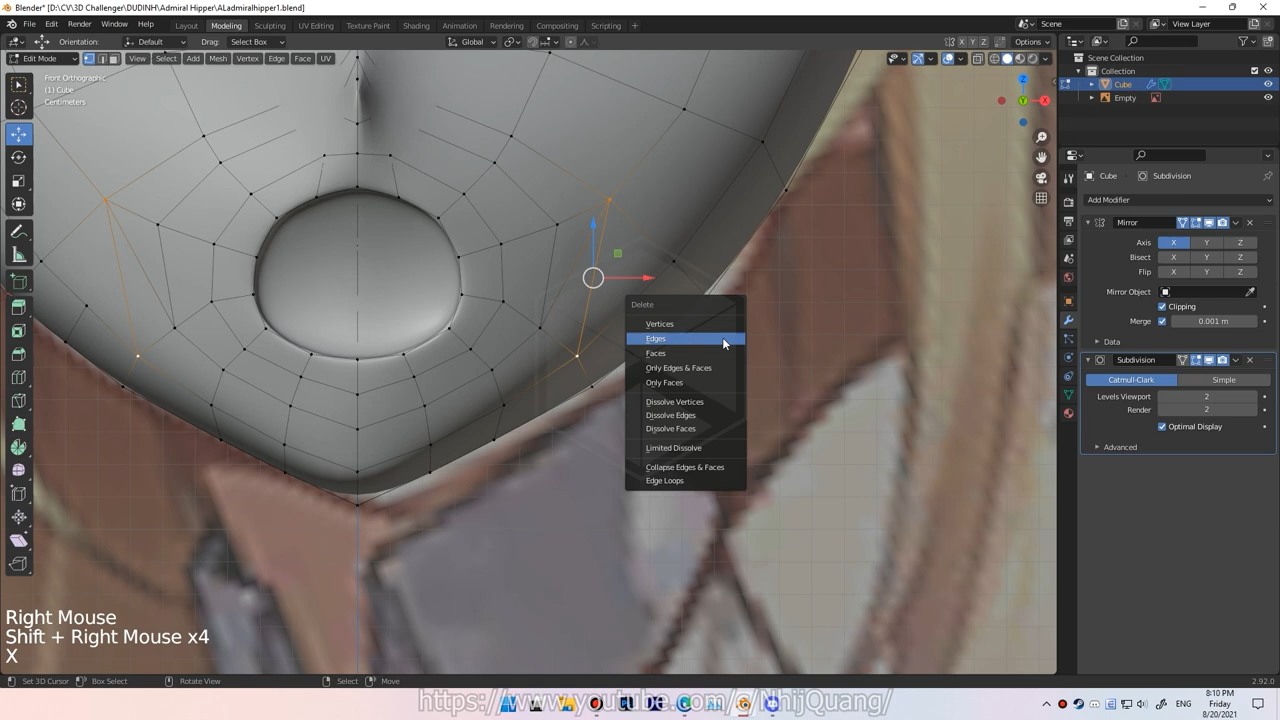 Blender* [D:\CV\3D Challenger\DUDINH\Admiral Hipper\ALadmiralhipper1.blend]
File Edit Render Window Help Layout Modeling Sculpting UV Editing Texture Paint Shading Animation Rendering Compositing Scripting + Scene View Layer
Orientation: Default Drag: Select Box Global X Y Z Options
Edit Mode View Select Add Mesh Vertex Edge Face UV
Front Orthographic
(1) Cube
Centimeters
Z
Y
X
Scene Collection
Collection
Cube
Empty
Cube Subdivision
Add Modifier
Mirror
Axis X Y Z
Bisect X Y Z
Flip X Y Z
Mirror Object
Clipping
Merge 0.001 m
Data
Subdivision
Catmull-Clark Simple
Levels Viewport 2
Render 2
Optimal Display
Advanced
Delete
Vertices
Edges
Faces
Only Edges & Faces
Only Faces
Dissolve Vertices
Dissolve Edges
Dissolve Faces
Limited Dissolve
Collapse Edges & Faces
Edge Loops
Right Mouse
Shift + Right Mouse x4
X
Set 3D Cursor Box Select Rotate View Select Move 2.92.0
https://www.youtube.com/c/NhijQuang/
ENG
8:10 PM
Friday
8/20/2021